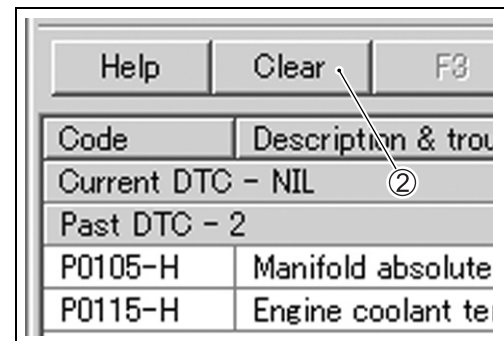 Help Clear F3
Code Description & trou
Current DTC - NIL
②
Past DTC - 2
P0105-H Manifold absolute
P0115-H Engine coolant te